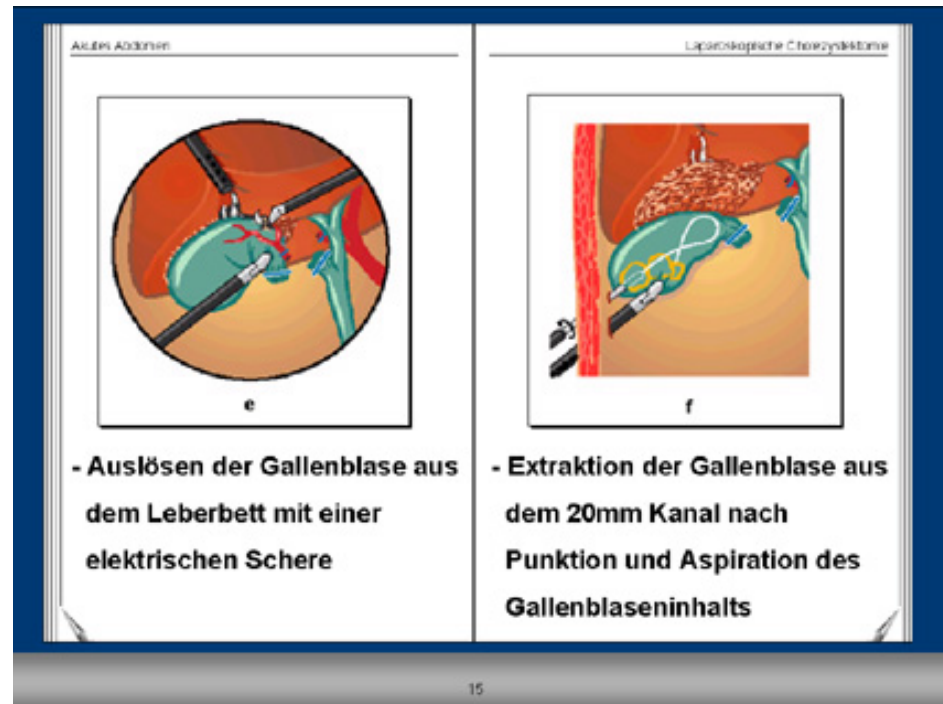 Akutes Abdomen
Laparoskopische Cholezystektomie
e
- Auslösen der Gallenblase aus
dem Leberbett mit einer
elektrischen Schere
f
- Extraktion der Gallenblase aus
dem 20mm Kanal nach
Punktion und Aspiration des
Gallenblaseninhalts
15